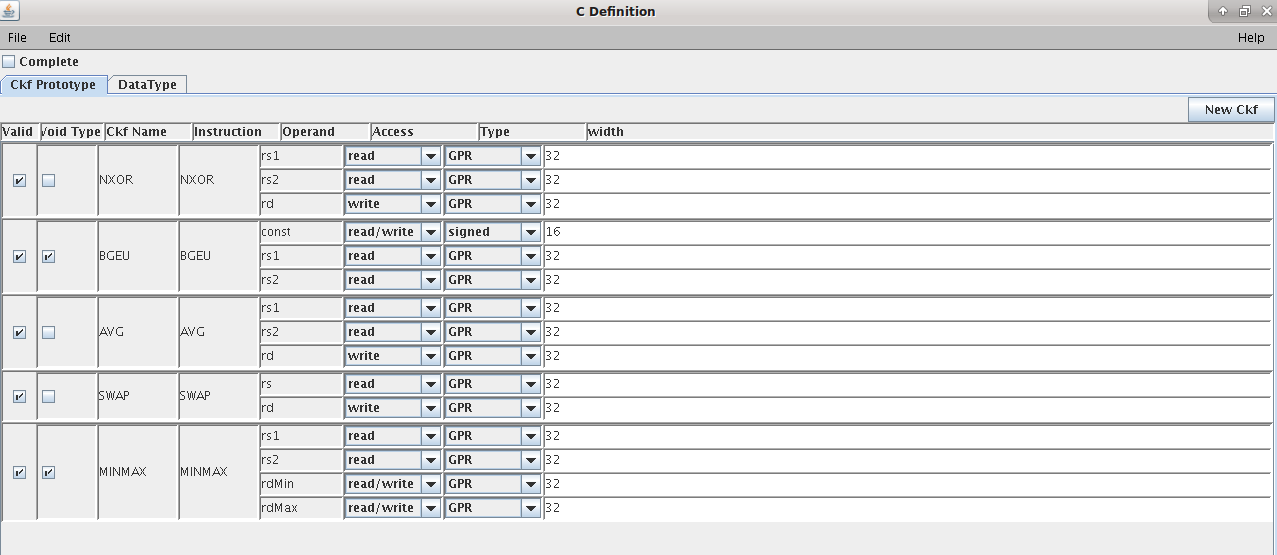 C Definition
File Edit Help
Complete
Ckf Prototype DataType
New Ckf
Valid /oid Type Ckf Name Instruction Operand Access Type width
rs1 read GPR 32
NXOR NXOR rs2 read GPR 32
rd write GPR 32
const read/write signed 16
BGEU BGEU rs1 read GPR 32
rs2 read GPR 32
rs1 read GPR 32
AVG AVG rs2 read GPR 32
rd write GPR 32
rs read GPR 32
SWAP SWAP
rd write GPR 32
rs1 read GPR 32
rs2 read GPR 32
MINMAX MINMAX
rdMin read/write GPR 32
rdMax read/write GPR 32